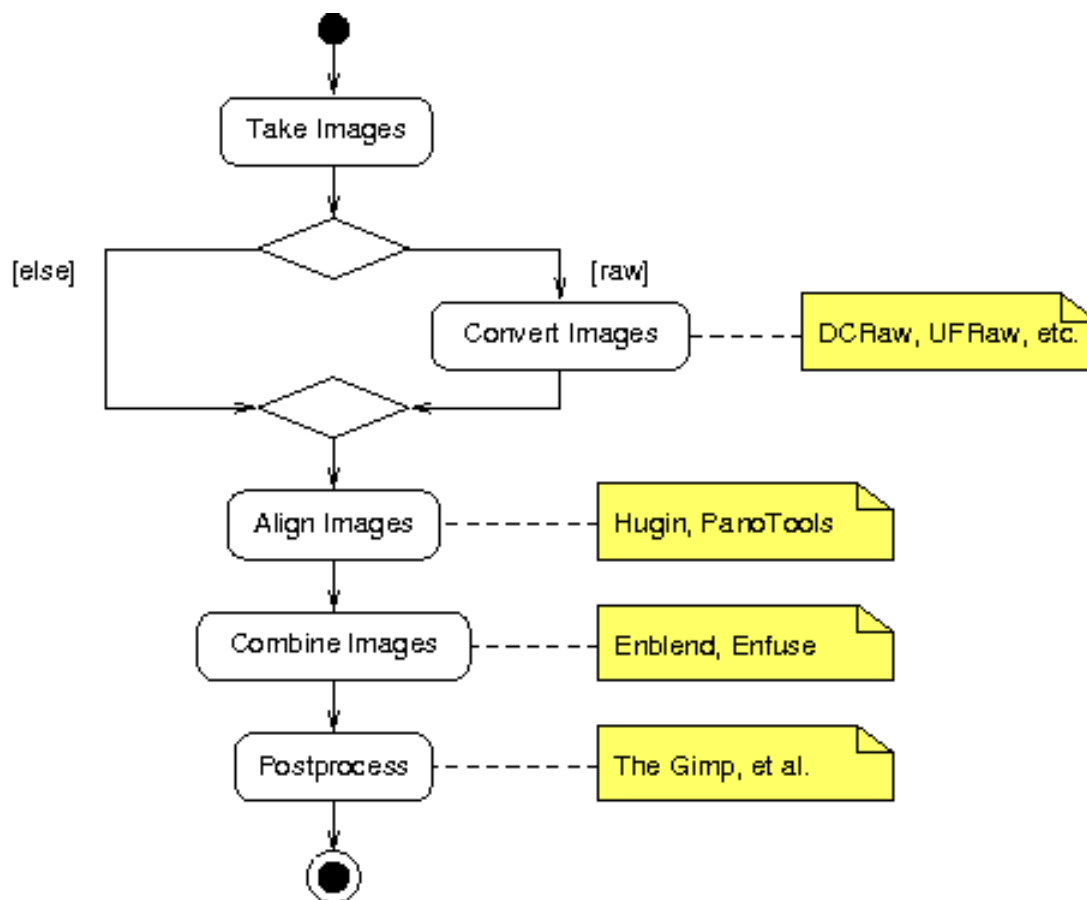 Take Images
[else]
[raw]
Convert Images
DCRaw, UFRaw, etc.
Align Images
Hugin, PanoTools
Combine Images
Enblend, Enfuse
Postprocess
The Gimp, et al.